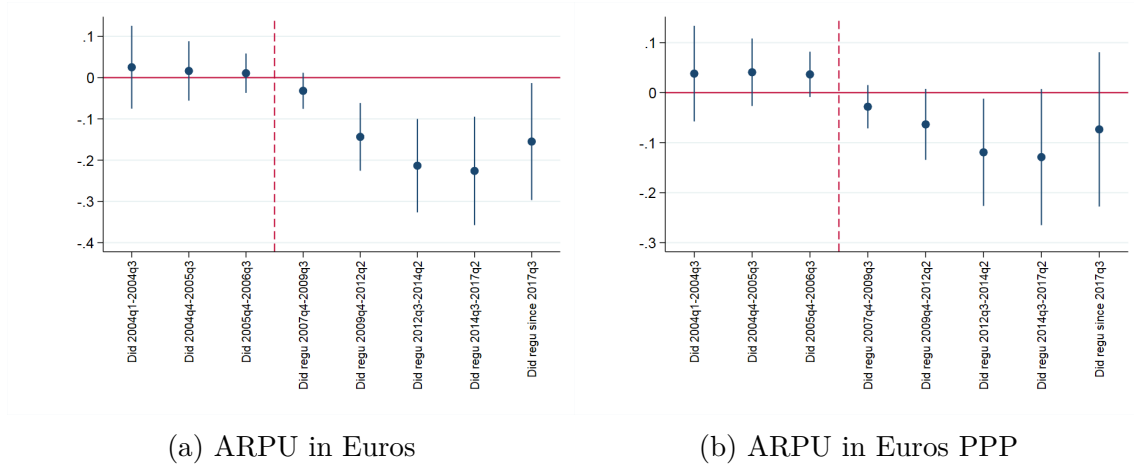 .1
0
-.1
-.2
-.3
-.4
Did 2004q1-2004q3
Did 2004q4-2005q3
Did 2005q4-2006q3
Did regu 2007q4-2009q3
Did regu 2009q4-2012q2
Did regu 2012q3-2014q2
Did regu 2014q3-2017q2
Did regu since 2017q3
(a) ARPU in Euros
.1
0
-.1
-.2
-.3
Did 2004q1-2004q3
Did 2004q4-2005q3
Did 2005q4-2006q3
Did regu 2007q4-2009q3
Did regu 2009q4-2012q2
Did regu 2012q3-2014q2
Did regu 2014q3-2017q2
Did regu since 2017q3
(b) ARPU in Euros PPP